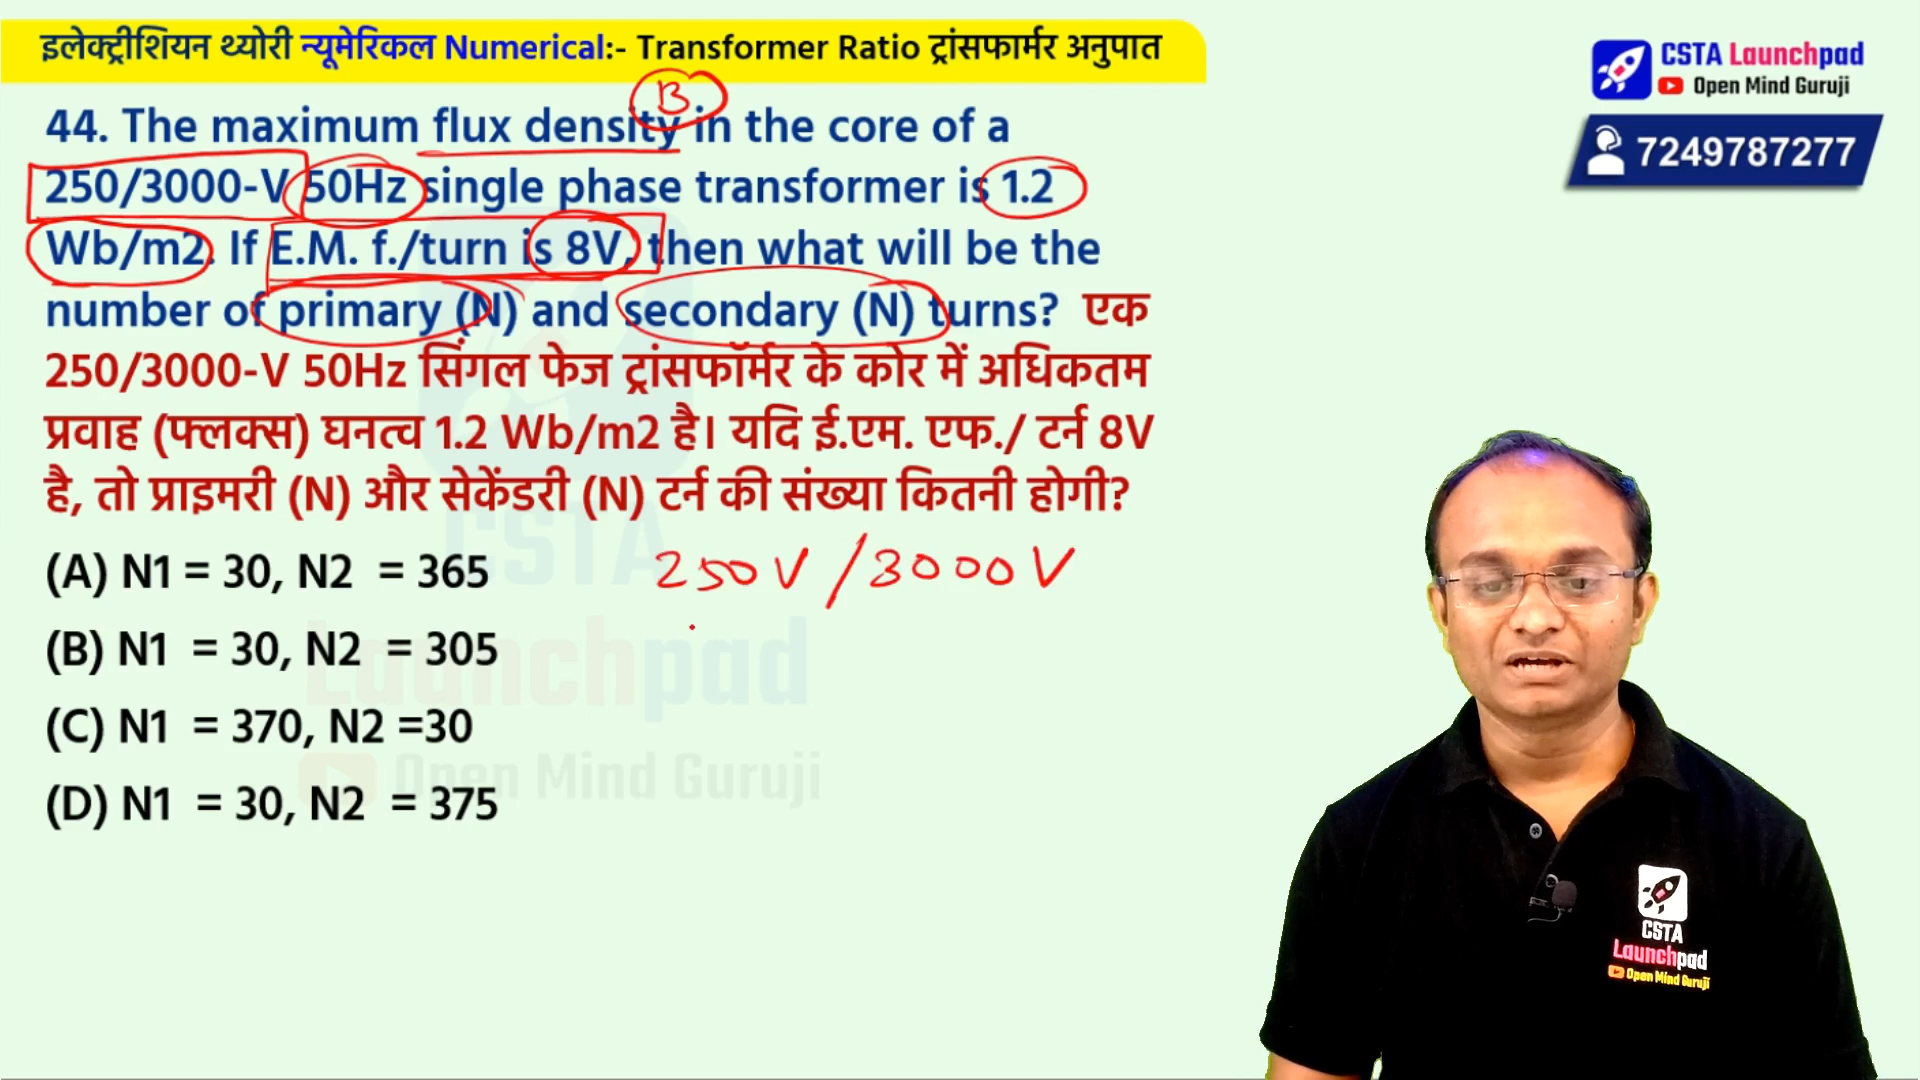 इलेक्ट्रीशियन थ्योरी न्यूमेरिकल Numerical:- Transformer Ratio ट्रांसफार्मर अनुपात
CSTA Launchpad
Open Mind Guruji
7249787277
B
44. The maximum flux density in the core of a
250/3000-V 50Hz single phase transformer is 1.2
Wb/m2. If E.M. f./turn is 8V, then what will be the
number of primary (N) and secondary (N) turns? एक
250/3000-V 50Hz सिंगल फेज ट्रांसफॉर्मर के कोर में अधिकतम
प्रवाह (फ्लक्स) घनत्व 1.2 Wb/m2 है। यदि ई.एम. एफ./ टर्न 8V
है, तो प्राइमरी (N) और सेकेंडरी (N) टर्न की संख्या कितनी होगी?
(A) N1 = 30, N2 = 365
250V / 3000V
(B) N1 = 30, N2 = 305
(C) N1 = 370, N2 =30
(D) N1 = 30, N2 = 375
CSTA
Launchpad
Open Mind Guruji
CSTA
Launchpad
Open Mind Guruji